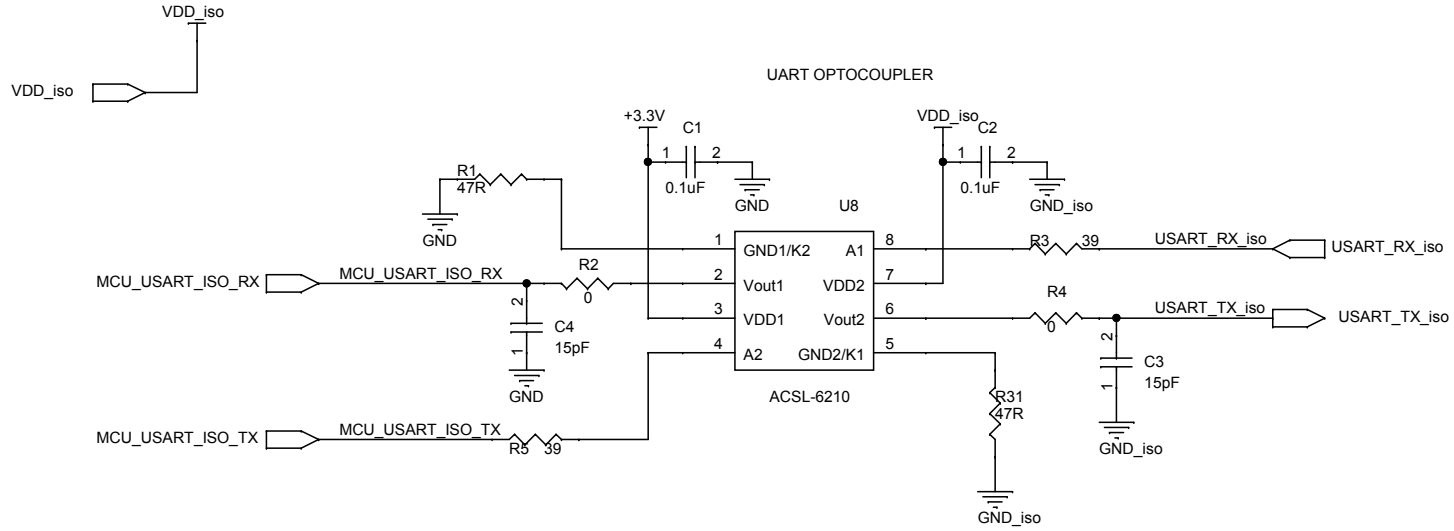 VDD_iso
VDD_iso
UART OPTOCOUPLER
+3.3V
C1
1 2
0.1uF
GND
VDD_iso
C2
1 2
0.1uF
GND_iso
R1
47R
GND
U8
1 GND1/K2 A1 8
R3 39 USART_RX_iso USART_RX_iso
MCU_USART_ISO_RX MCU_USART_ISO_RX
R2
0
2 Vout1 VDD2 7
3 VDD1 Vout2 6
R4
0
USART_TX_iso USART_TX_iso
2
C4
15pF
1
GND
4 A2 GND2/K1 5
2
C3
15pF
1
GND_iso
ACSL-6210
R31
47R
GND_iso
MCU_USART_ISO_TX MCU_USART_ISO_TX
R5 39